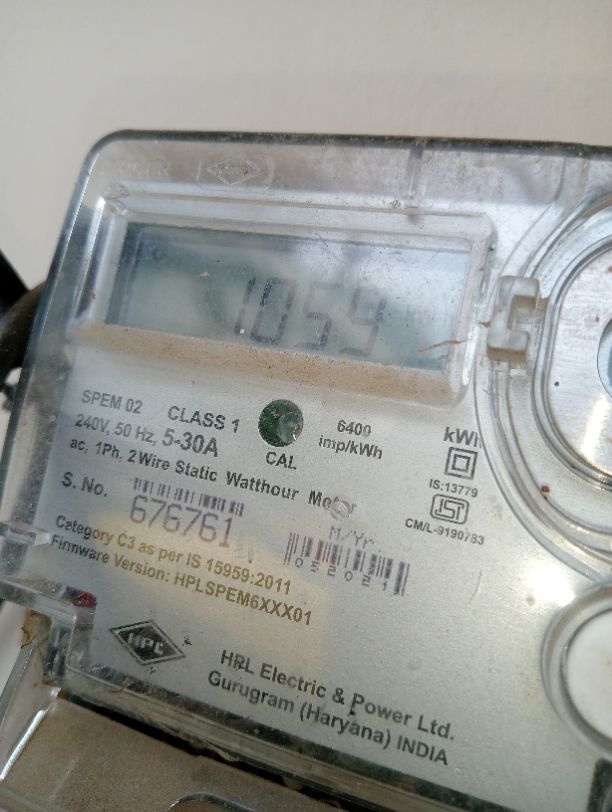 1059
SPEM 02 CLASS 1
240V, 50 Hz, 5-30A
ac, 1Ph, 2 Wire Static Watthour Meter
CAL
6400
imp/kWh
kWh
IS:13779
CM/L-9190783
S. No.
676761
M/Yr.
052021
Category C3 as per IS 15959:2011
Firmware Version: HPLSPEM6XXX01
HPL
HPL Electric & Power Ltd.
Gurugram (Haryana) INDIA